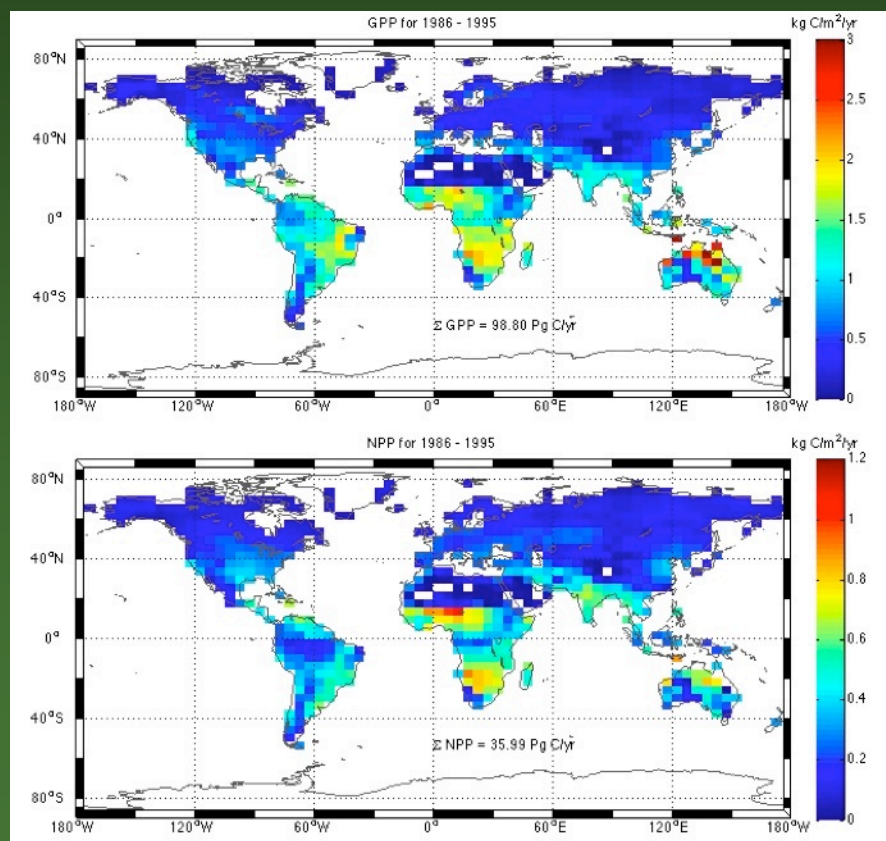 GPP for 1986 - 1995
kg C/m²/yr
80°N
40°N
0°
40°S
80°S
180°W
120°W
60°W
0°
60°E
120°E
180°W
Σ GPP = 98.80 Pg C/yr
3
2.5
2
1.5
1
0.5
0
NPP for 1986 - 1995
kg C/m²/yr
80°N
40°N
0°
40°S
80°S
180°W
120°W
60°W
0°
60°E
120°E
180°W
Σ NPP = 35.99 Pg C/yr
1.2
1
0.8
0.6
0.4
0.2
0